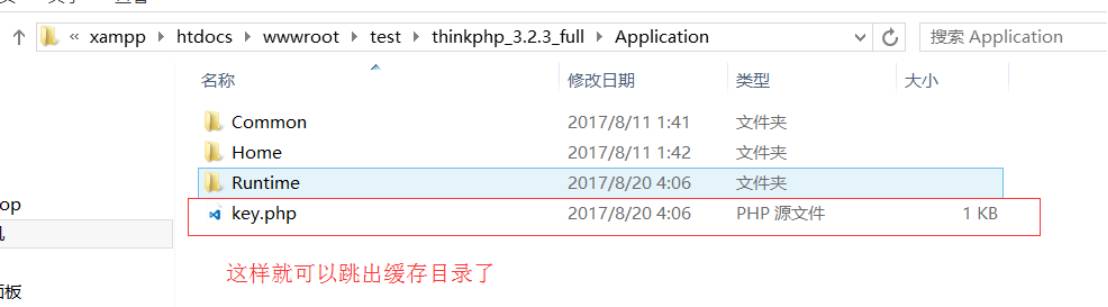 « xampp › htdocs › wwwroot › test › thinkphp_3.2.3_full › Application
搜索 Application
名称 修改日期 类型 大小
Common 2017/8/11 1:41 文件夹
Home 2017/8/11 1:42 文件夹
Runtime 2017/8/20 4:06 文件夹
key.php 2017/8/20 4:06 PHP 源文件 1 KB
这样就可以跳出缓存目录了
op
面板